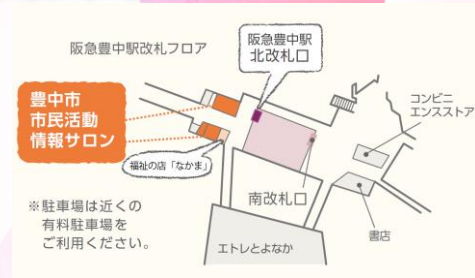 阪急豊中駅改札フロア
阪急豊中駅
北改札口
豊中市
市民活動
情報サロン
コンビニ
エンスストア
福祉の店「なかま」
南改札口
※駐車場は近くの
有料駐車場を
ご利用ください。
書店
エトレとよなか